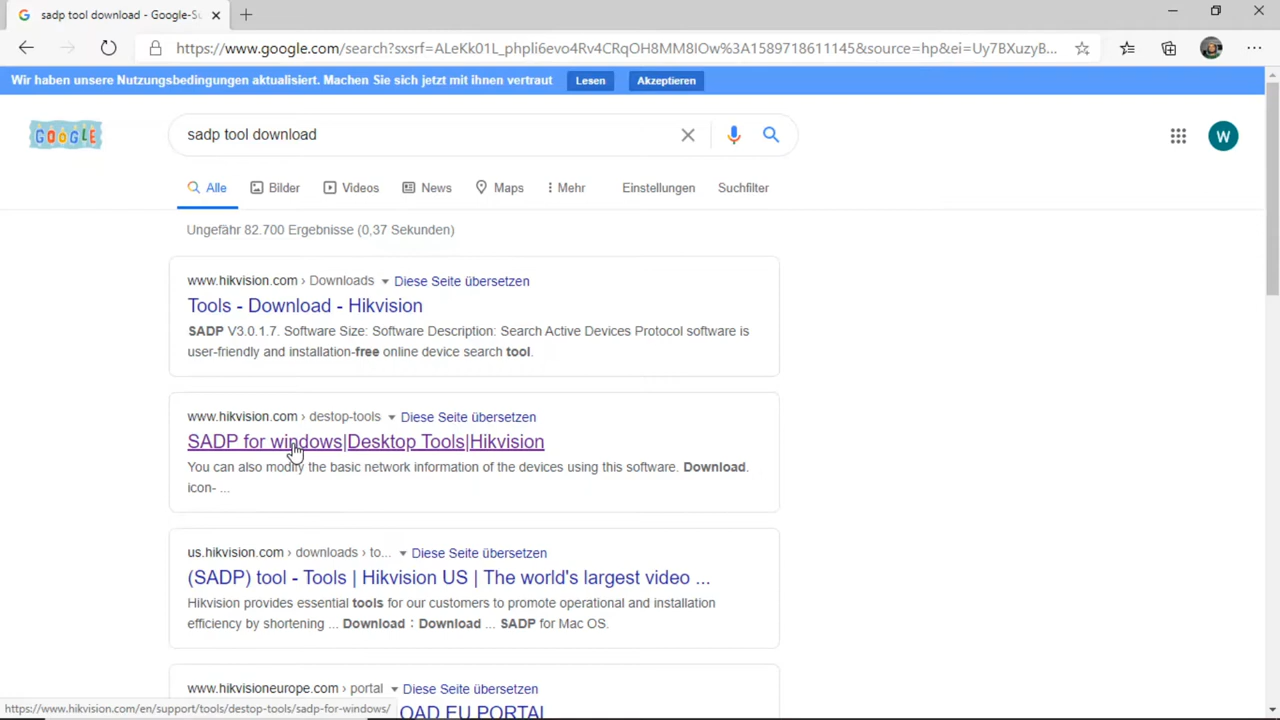 sadp tool download - Google-Su
https://www.google.com/search?sxsrf=ALeKk01L_phpli6evo4Rv4CRqOH8MM8IOw%3A1589718611145&source=hp&ei=Uy7BXuzyB...
Wir haben unsere Nutzungsbedingungen aktualisiert. Machen Sie sich jetzt mit ihnen vertraut Lesen Akzeptieren
GOOGLE sadp tool download W
Alle Bilder Videos News Maps Mehr Einstellungen Suchfilter
Ungefähr 82.700 Ergebnisse (0,37 Sekunden)
www.hikvision.com › Downloads Diese Seite übersetzen
Tools - Download - Hikvision
SADP V3.0.1.7. Software Size: Software Description: Search Active Devices Protocol software is
user-friendly and installation-free online device search tool.
www.hikvision.com › destop-tools Diese Seite übersetzen
SADP for windows|Desktop Tools|Hikvision
You can also modify the basic network information of the devices using this software. Download.
icon- ...
us.hikvision.com › downloads › to... Diese Seite übersetzen
(SADP) tool - Tools | Hikvision US | The world's largest video ...
Hikvision provides essential tools for our customers to promote operational and installation
efficiency by shortening ... Download : Download ... SADP for Mac OS.
www.hikvisioneurope.com › portal Diese Seite übersetzen
https://www.hikvision.com/en/support/tools/destop-tools/sadp-for-windows/ OAD EU PORTAL